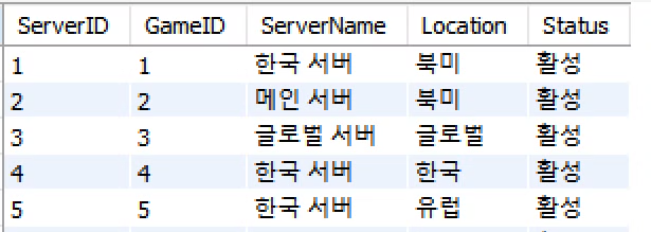 ServerID GameID ServerName Location Status
1 1 한국 서버 북미 활성
2 2 메인 서버 북미 활성
3 3 글로벌 서버 글로벌 활성
4 4 한국 서버 한국 활성
5 5 한국 서버 유럽 활성